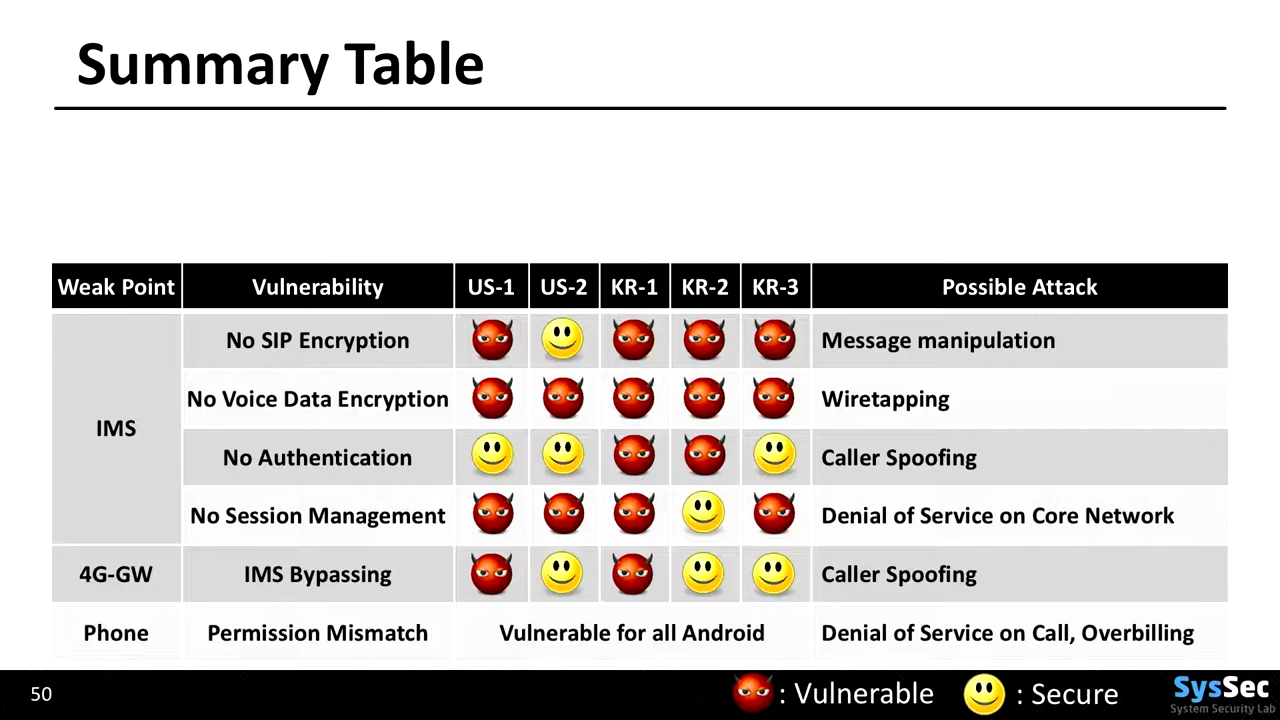 Summary Table
Weak Point Vulnerability US-1 US-2 KR-1 KR-2 KR-3 Possible Attack
IMS
No SIP Encryption Message manipulation
No Voice Data Encryption Wiretapping
No Authentication Caller Spoofing
No Session Management Denial of Service on Core Network
4G-GW IMS Bypassing Caller Spoofing
Phone Permission Mismatch Vulnerable for all Android Denial of Service on Call, Overbilling
50 : Vulnerable : Secure SysSec
System Security Lab